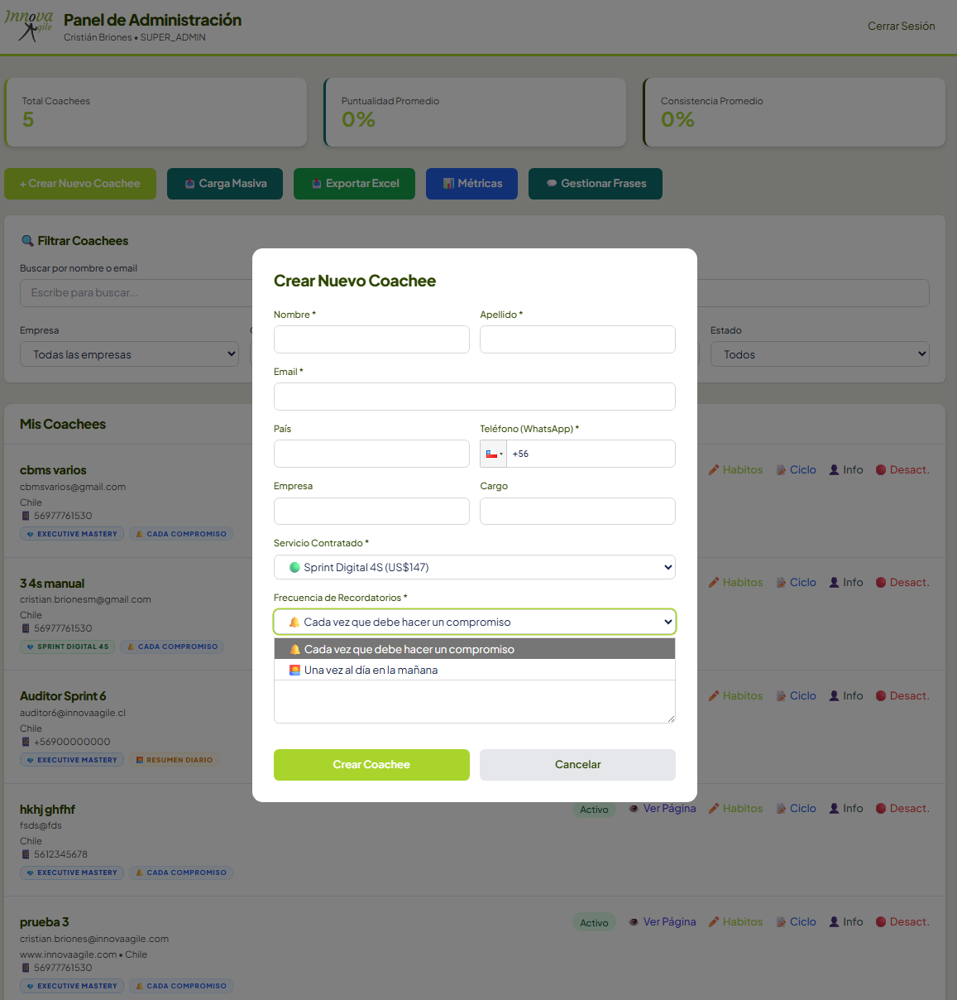 Innova
Agile
Panel de Administración
Cristián Briones • SUPER_ADMIN
Cerrar Sesión
Total Coachees
5
Puntualidad Promedio
0%
Consistencia Promedio
0%
+ Crear Nuevo Coachee
Carga Masiva
Exportar Excel
Métricas
Gestionar Frases
Filtrar Coachees
Buscar por nombre o email
Escribe para buscar...
Empresa
Todas las empresas
Estado
Todos
Mis Coachees
cbms varios
cbmsvarios@gmail.com
Chile
56977761530
EXECUTIVE MASTERY CADA COMPROMISO
Habitos Ciclo Info Desact.
3 4s manual
cristian.brionesm@gmail.com
Chile
56977761530
SPRINT DIGITAL 4S CADA COMPROMISO
Habitos Ciclo Info Desact.
Auditor Sprint 6
auditor6@innovaagile.cl
Chile
+56900000000
EXECUTIVE MASTERY RESUMEN DIARIO
Habitos Ciclo Info Desact.
hkhj ghfhf
fsds@fds
Chile
5612345678
EXECUTIVE MASTERY CADA COMPROMISO
Activo Ver Página Habitos Ciclo Info Desact.
prueba 3
cristian.briones@innovaagile.com
www.innovaagile.com • Chile
56977761530
EXECUTIVE MASTERY CADA COMPROMISO
Activo Ver Página Habitos Ciclo Info Desact.
Crear Nuevo Coachee
Nombre * Apellido *
Email *
País Teléfono (WhatsApp) *
+56
Empresa Cargo
Servicio Contratado *
Sprint Digital 4S (US$147)
Frecuencia de Recordatorios *
Cada vez que debe hacer un compromiso
Cada vez que debe hacer un compromiso
Una vez al día en la mañana
Crear Coachee Cancelar